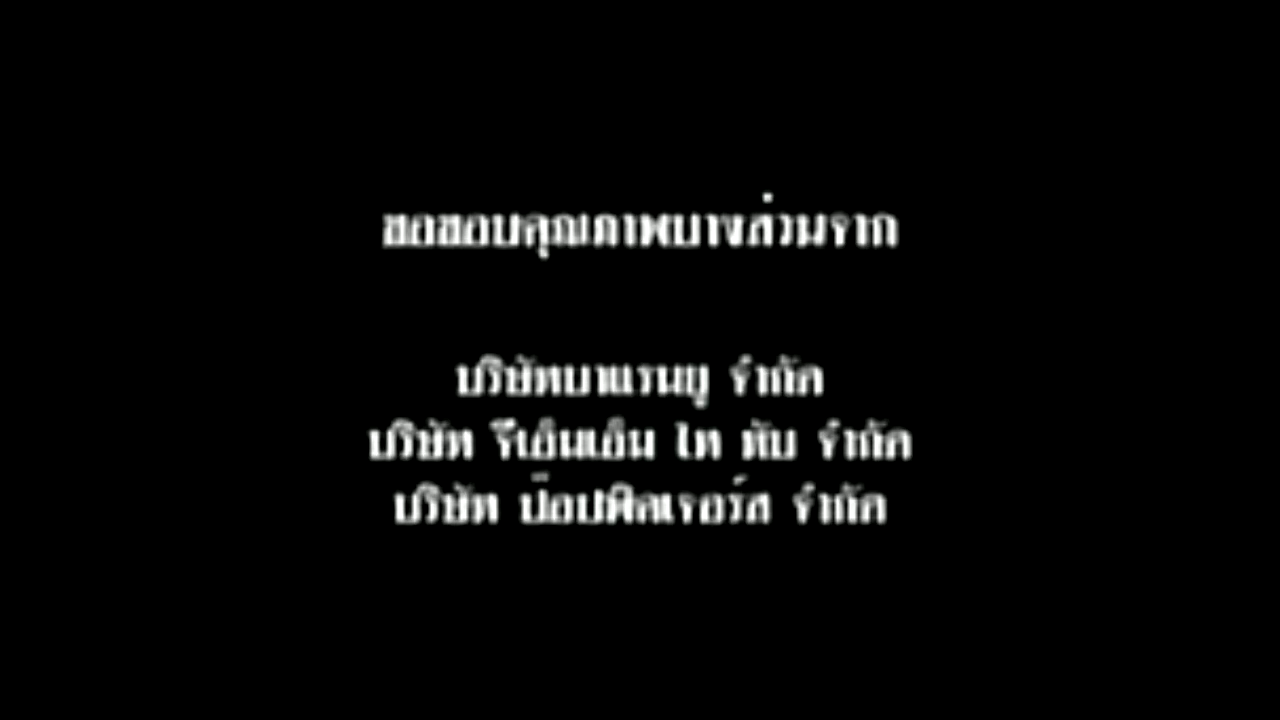 ขอขอบคุณภาพบางส่วนจาก
บริษัทบาแรนยู จำกัด
บริษัท จีเอ็มเอ็ม ไท หับ จำกัด
บริษัท ป๊อปพิคเจอร์ส จำกัด